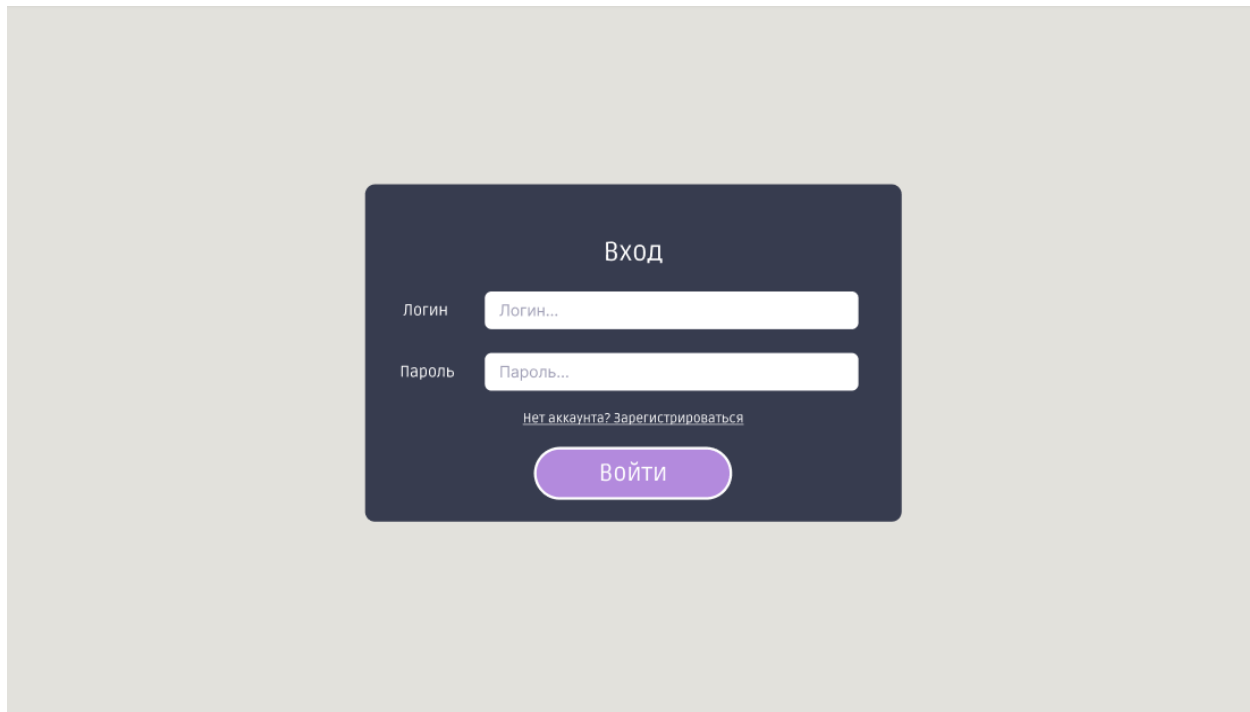 Вход
Логин
Логин...
Пароль
Пароль...
Нет аккаунта? Зарегистрироваться
Войти